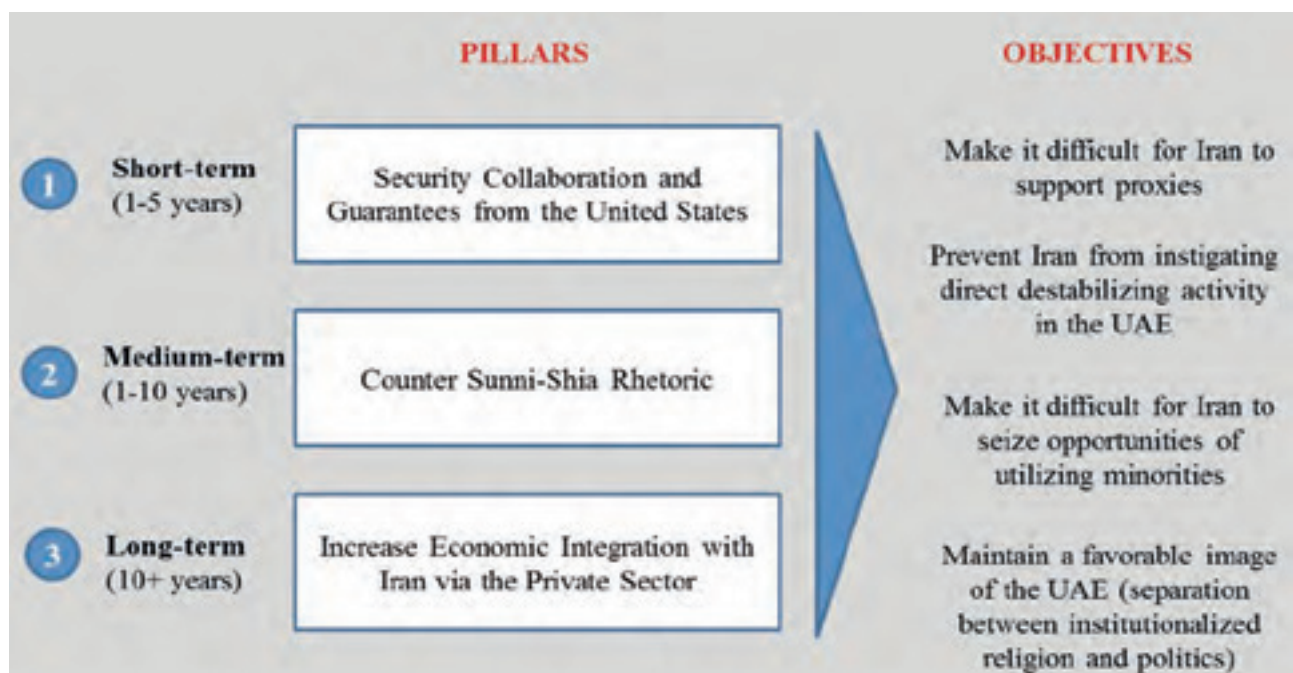 PILLARS
OBJECTIVES
1
Short-term
(1-5 years)
Security Collaboration and
Guarantees from the United States
2
Medium-term
(1-10 years)
Counter Sunni-Shia Rhetoric
3
Long-term
(10+ years)
Increase Economic Integration with
Iran via the Private Sector
Make it difficult for Iran to
support proxies
Prevent Iran from instigating
direct destabilizing activity
in the UAE
Make it difficult for Iran to
seize opportunities of
utilizing minorities
Maintain a favorable image
of the UAE (separation
between institutionalized
religion and politics)